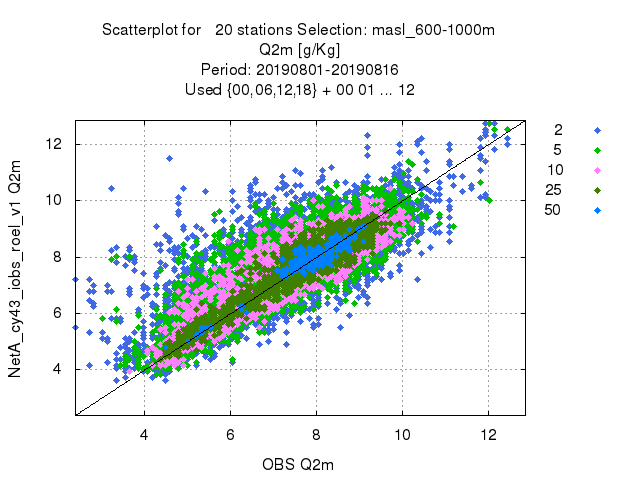 Scatterplot for 20 stations Selection: masl_600-1000m
Q2m [g/Kg]
Period: 20190801-20190816
Used {00,06,12,18} + 00 01 ... 12
2
5
10
25
50
12
10
8
6
4
NetA_cy43_iobs_roel_v1 Q2m
4 6 8 10 12
OBS Q2m